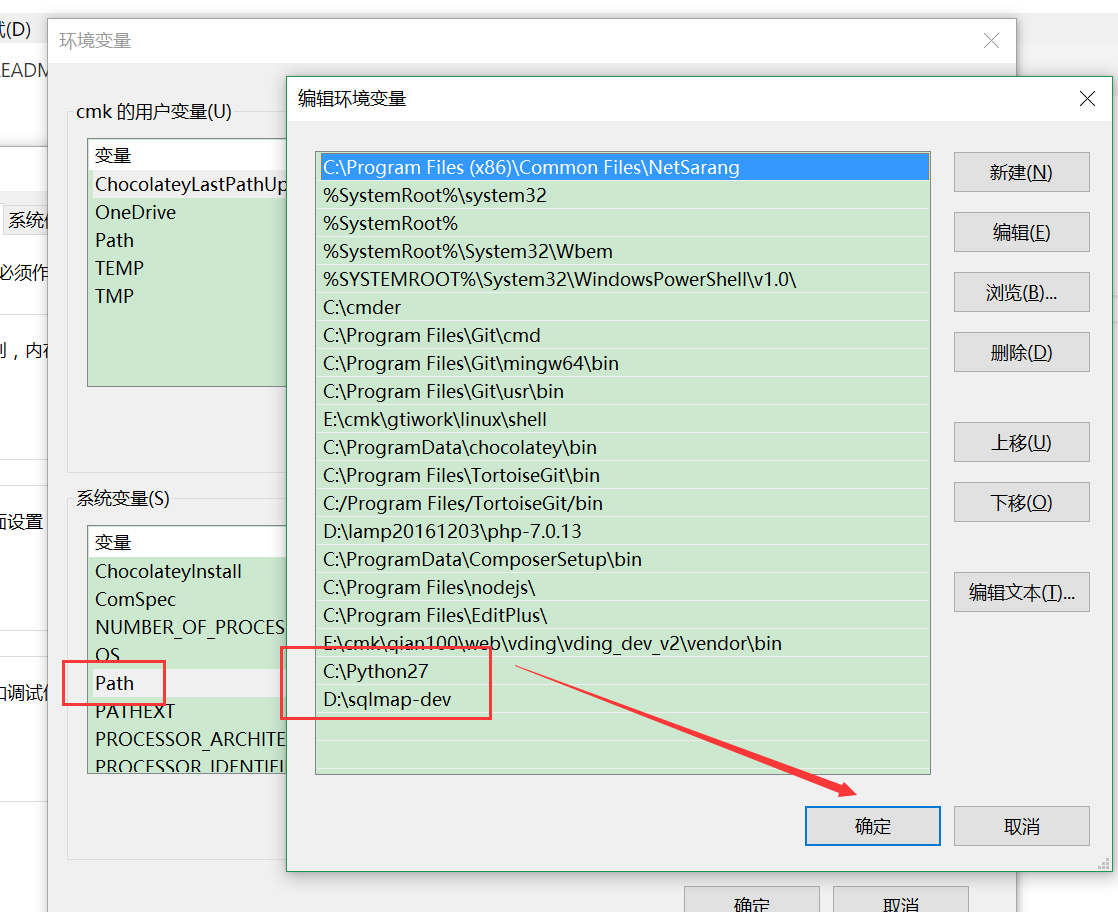 式(D)
环境变量
READM
编辑环境变量
cmk 的用户变量(U)
变量
ChocolateyLastPathUp
OneDrive
Path
TEMP
TMP
系统
必须作
，内存
系统变量(S)
面设置
变量
ChocolateyInstall
ComSpec
NUMBER_OF_PROCES
OS
Path
PATHEXT
PROCESSOR_ARCHITE
PROCESSOR_IDENTIFI
和调试
C:\Program Files (x86)\Common Files\NetSarang
%SystemRoot%\system32
%SystemRoot%
%SystemRoot%\System32\Wbem
%SYSTEMROOT%\System32\WindowsPowerShell\v1.0\
C:\cmder
C:\Program Files\Git\cmd
C:\Program Files\Git\mingw64\bin
C:\Program Files\Git\usr\bin
E:\cmk\gtiwork\linux\shell
C:\ProgramData\chocolatey\bin
C:\Program Files\TortoiseGit\bin
C:/Program Files/TortoiseGit/bin
D:\lamp20161203\php-7.0.13
C:\ProgramData\ComposerSetup\bin
C:\Program Files\nodejs\
C:\Program Files\EditPlus\
E:\cmk\qian100\web\vding\vding_dev_v2\vendor\bin
C:\Python27
D:\sqlmap-dev
新建(N)
编辑(E)
浏览(B)...
删除(D)
上移(U)
下移(O)
编辑文本(T)...
确定
取消
确定
取消